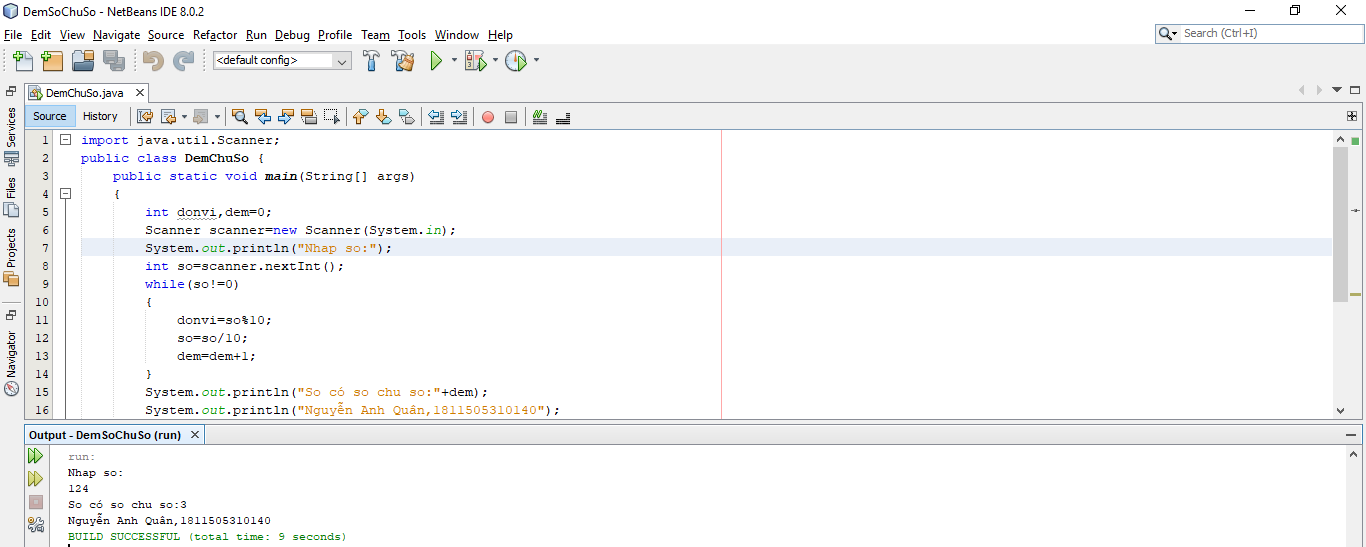 DemSoChuSo - NetBeans IDE 8.0.2
File Edit View Navigate Source Refactor Run Debug Profile Team Tools Window Help
Search (Ctrl+I)
<default config>
DemChuSo.java
Source History
Services
Files
Projects
Navigator
1 import java.util.Scanner;
2 public class DemChuSo {
3 public static void main(String[] args)
4 {
5 int donvi,dem=0;
6 Scanner scanner=new Scanner(System.in);
7 System.out.println("Nhap so:");
8 int so=scanner.nextInt();
9 while(so!=0)
10 {
11 donvi=so%10;
12 so=so/10;
13 dem=dem+1;
14 }
15 System.out.println("So có so chu so:"+dem);
16 System.out.println("Nguyễn Anh Quân,1811505310140");
Output - DemSoChuSo (run)
run:
Nhap so:
124
So có so chu so:3
Nguyễn Anh Quân,1811505310140
BUILD SUCCESSFUL (total time: 9 seconds)